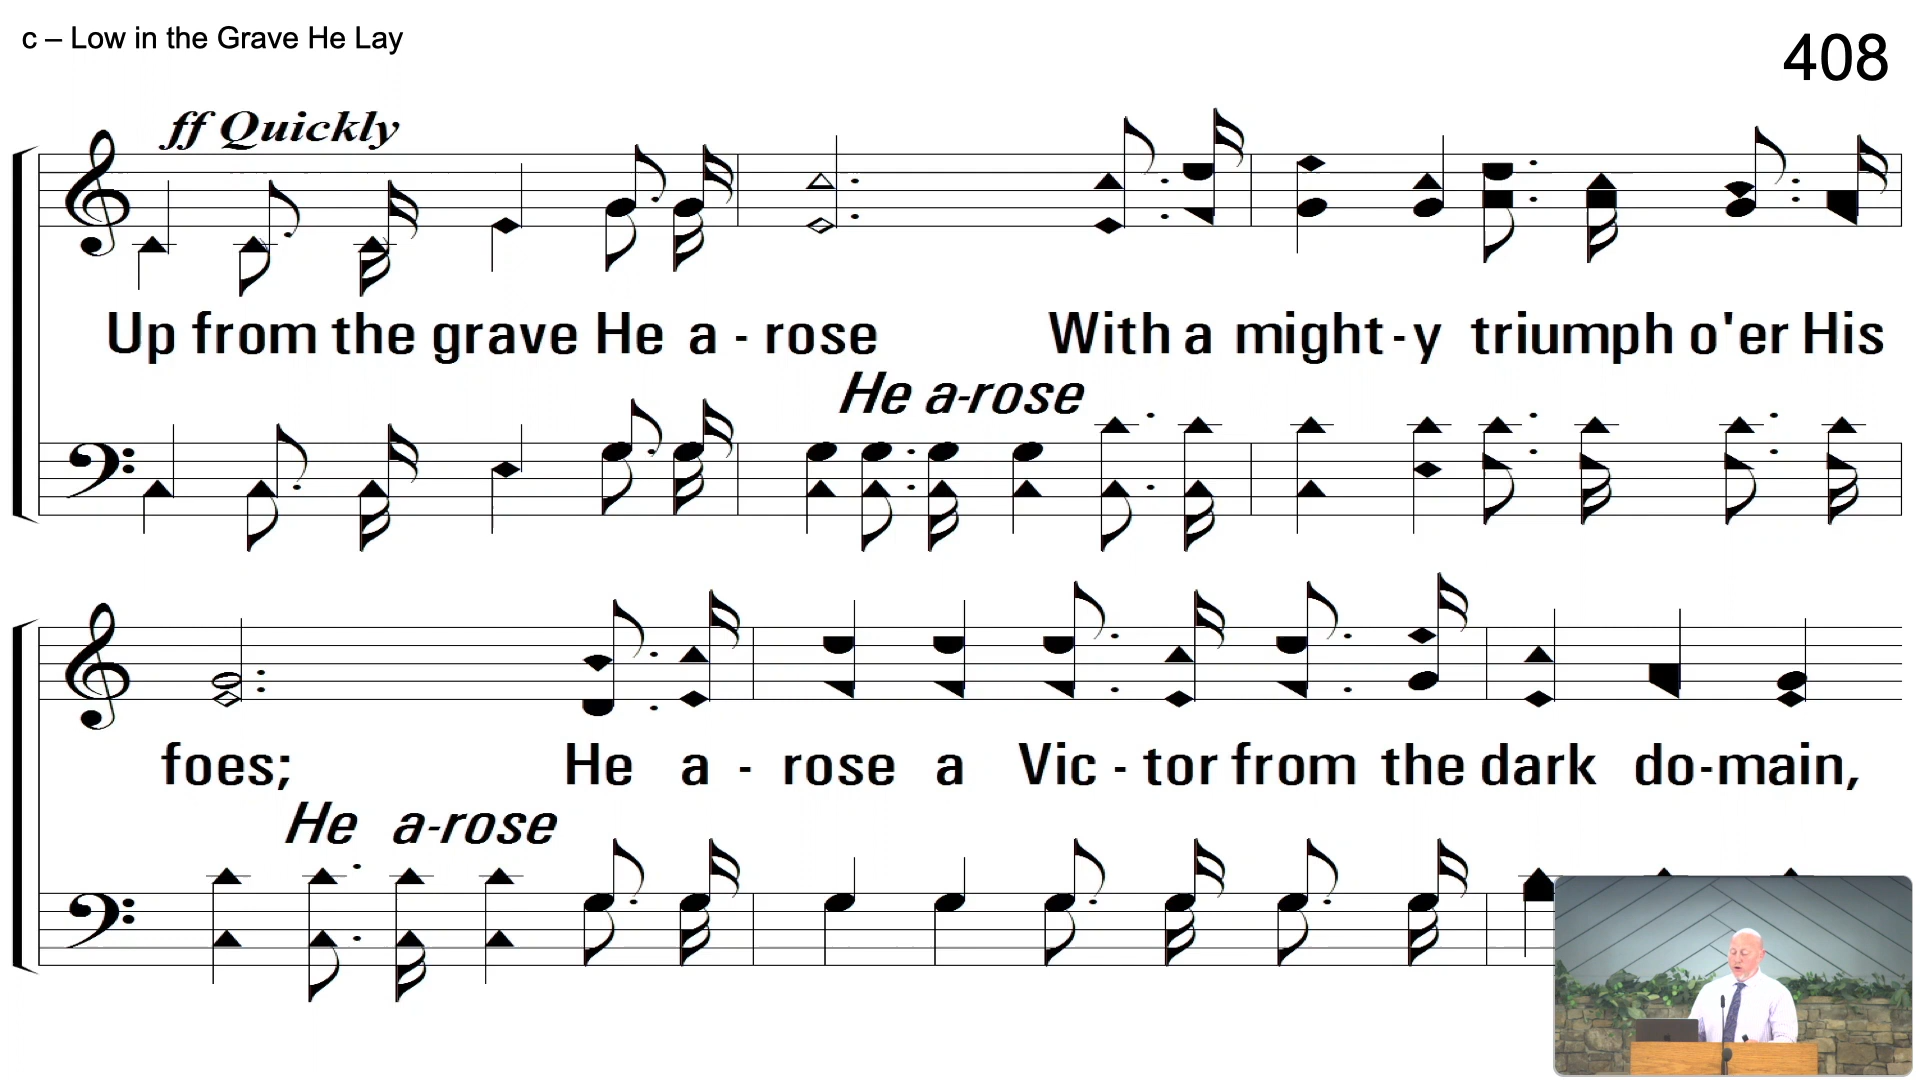 c – Low in the Grave He Lay
408
ff Quickly
Up from the grave He a - rose With a might - y triumph o'er His
He a-rose
foes; He a - rose a Vic - tor from the dark do-main,
He a-rose